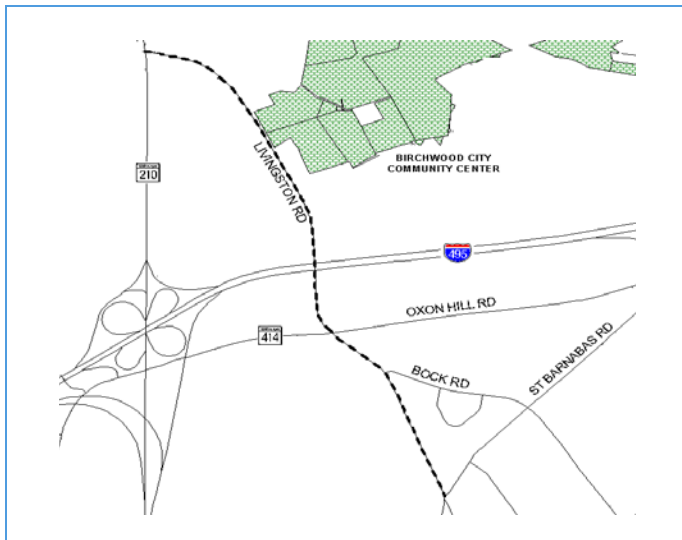 BIRCHWOOD CITY
COMMUNITY CENTER
LIVINGSTON RD
210
495
OXON HILL RD
414
ST BARNABAS RD
BOCK RD